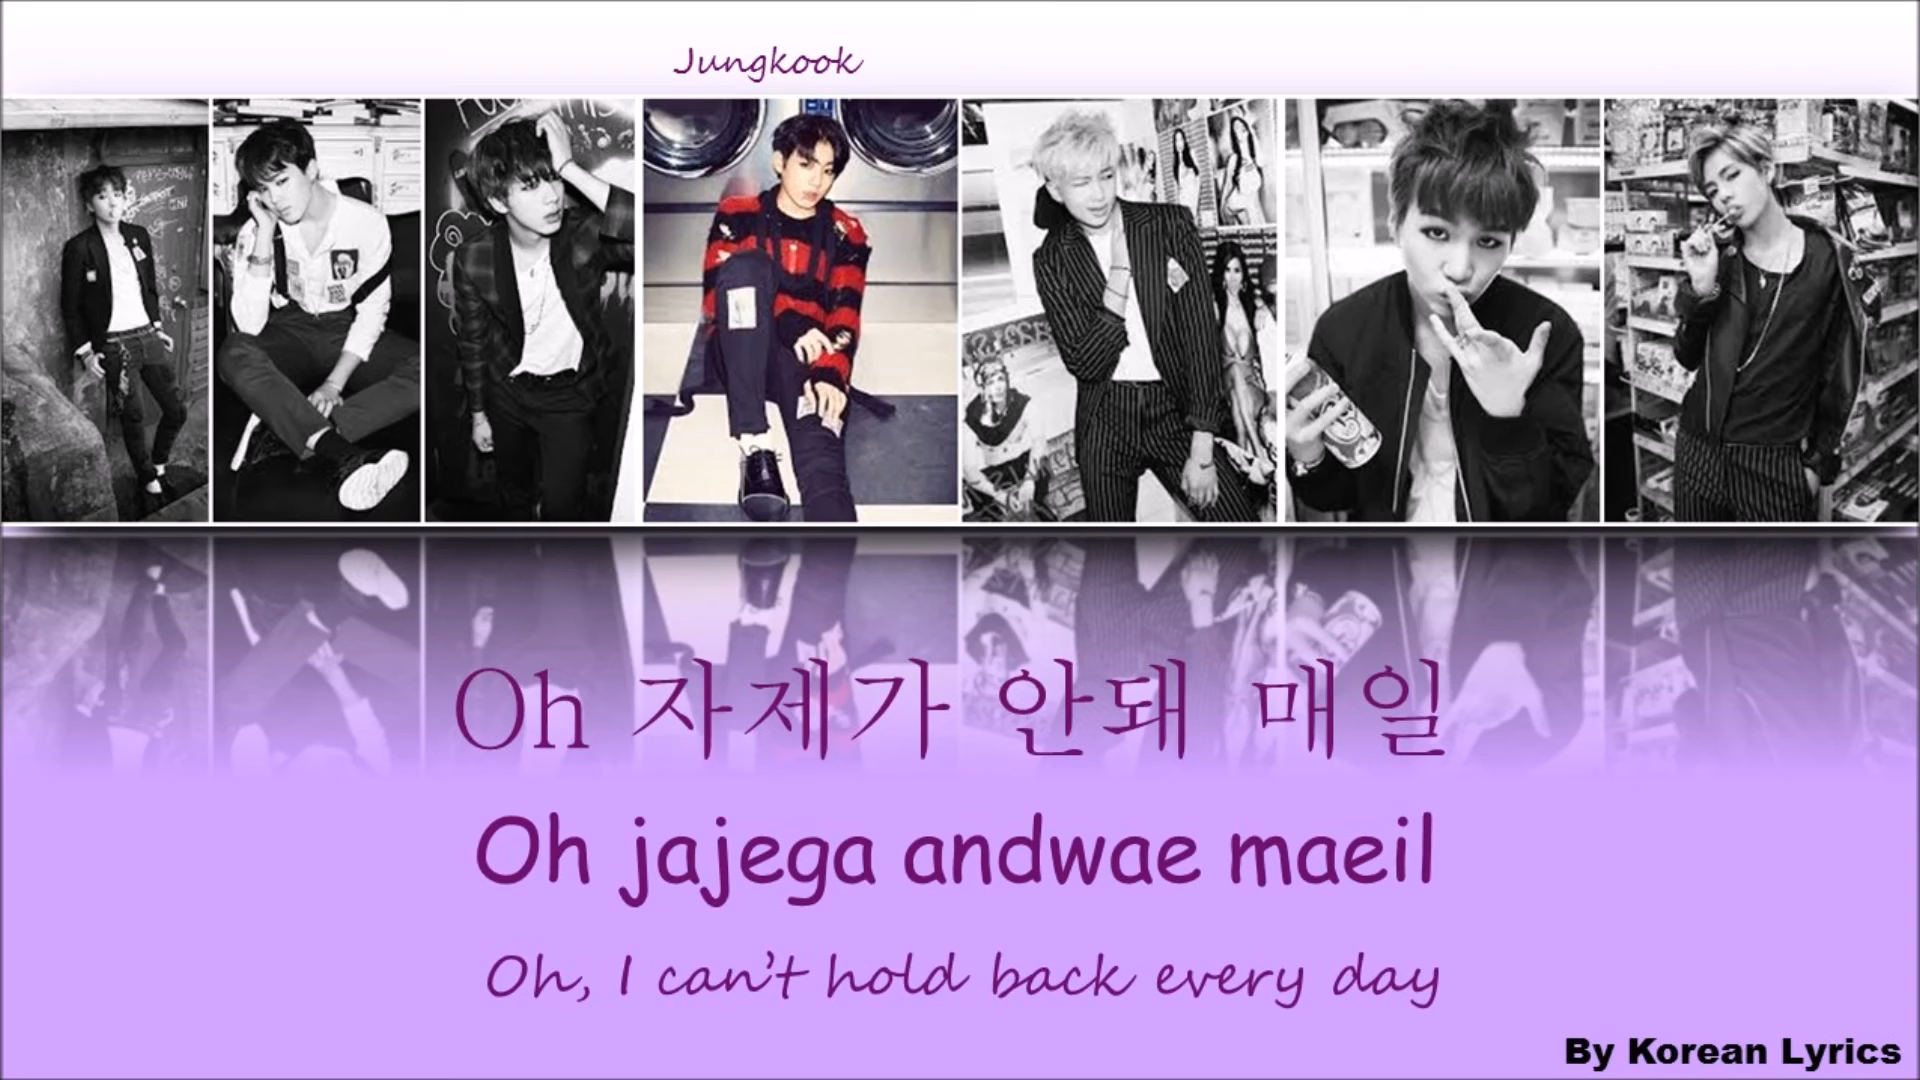 Jungkook
Oh 자제가 안돼 매일
Oh jajega andwae maeil
Oh, I can't hold back every day
By Korean Lyrics